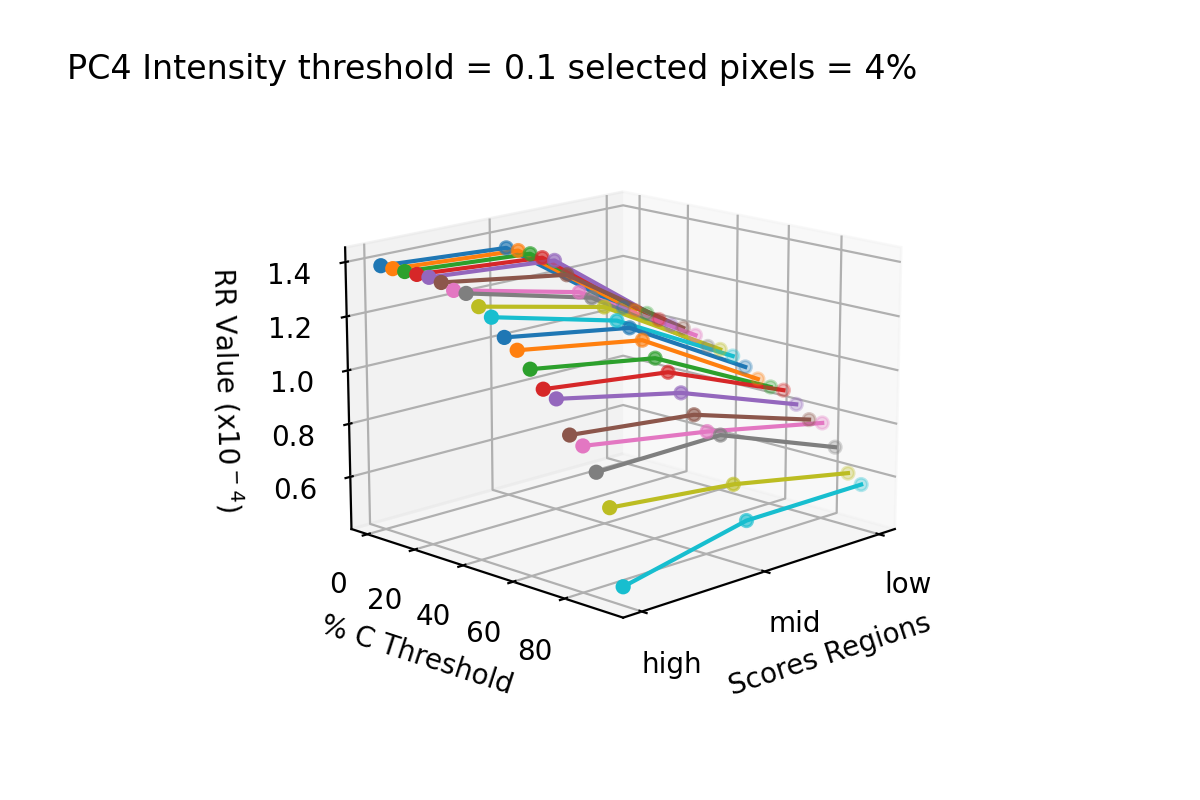 PC4 Intensity threshold = 0.1 selected pixels = 4%
RR Value (x10⁻⁴)
1.4
1.2
1.0
0.8
0.6
0
20
40
60
80
% C Threshold
high
mid
low
Scores Regions